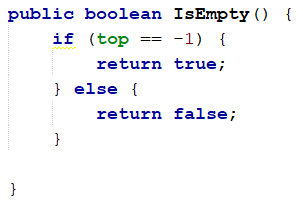 public boolean IsEmpty() {
    if (top == -1) {
        return true;
    } else {
        return false;
    }

}